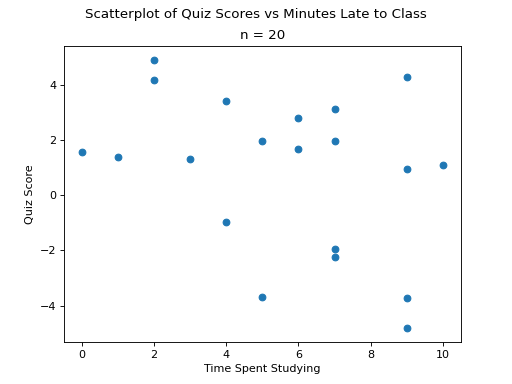 Scatterplot of Quiz Scores vs Minutes Late to Class
n = 20
4
2
0
−2
−4
Quiz Score
0 2 4 6 8 10
Time Spent Studying